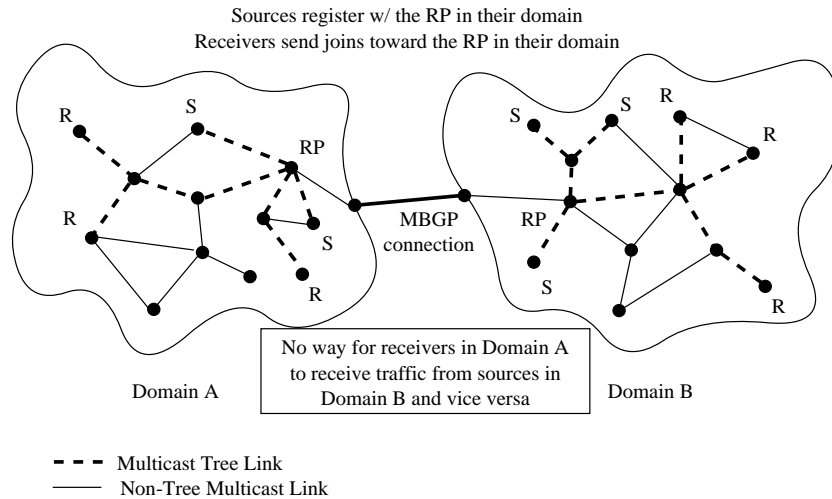 Sources register w/ the RP in their domain
Receivers send joins toward the RP in their domain
R
S
RP
R
S
R
S
S
R
R
RP
S
R
MBGP
connection
No way for receivers in Domain A
to receive traffic from sources in
Domain B and vice versa
Domain A
Domain B
Multicast Tree Link
Non-Tree Multicast Link